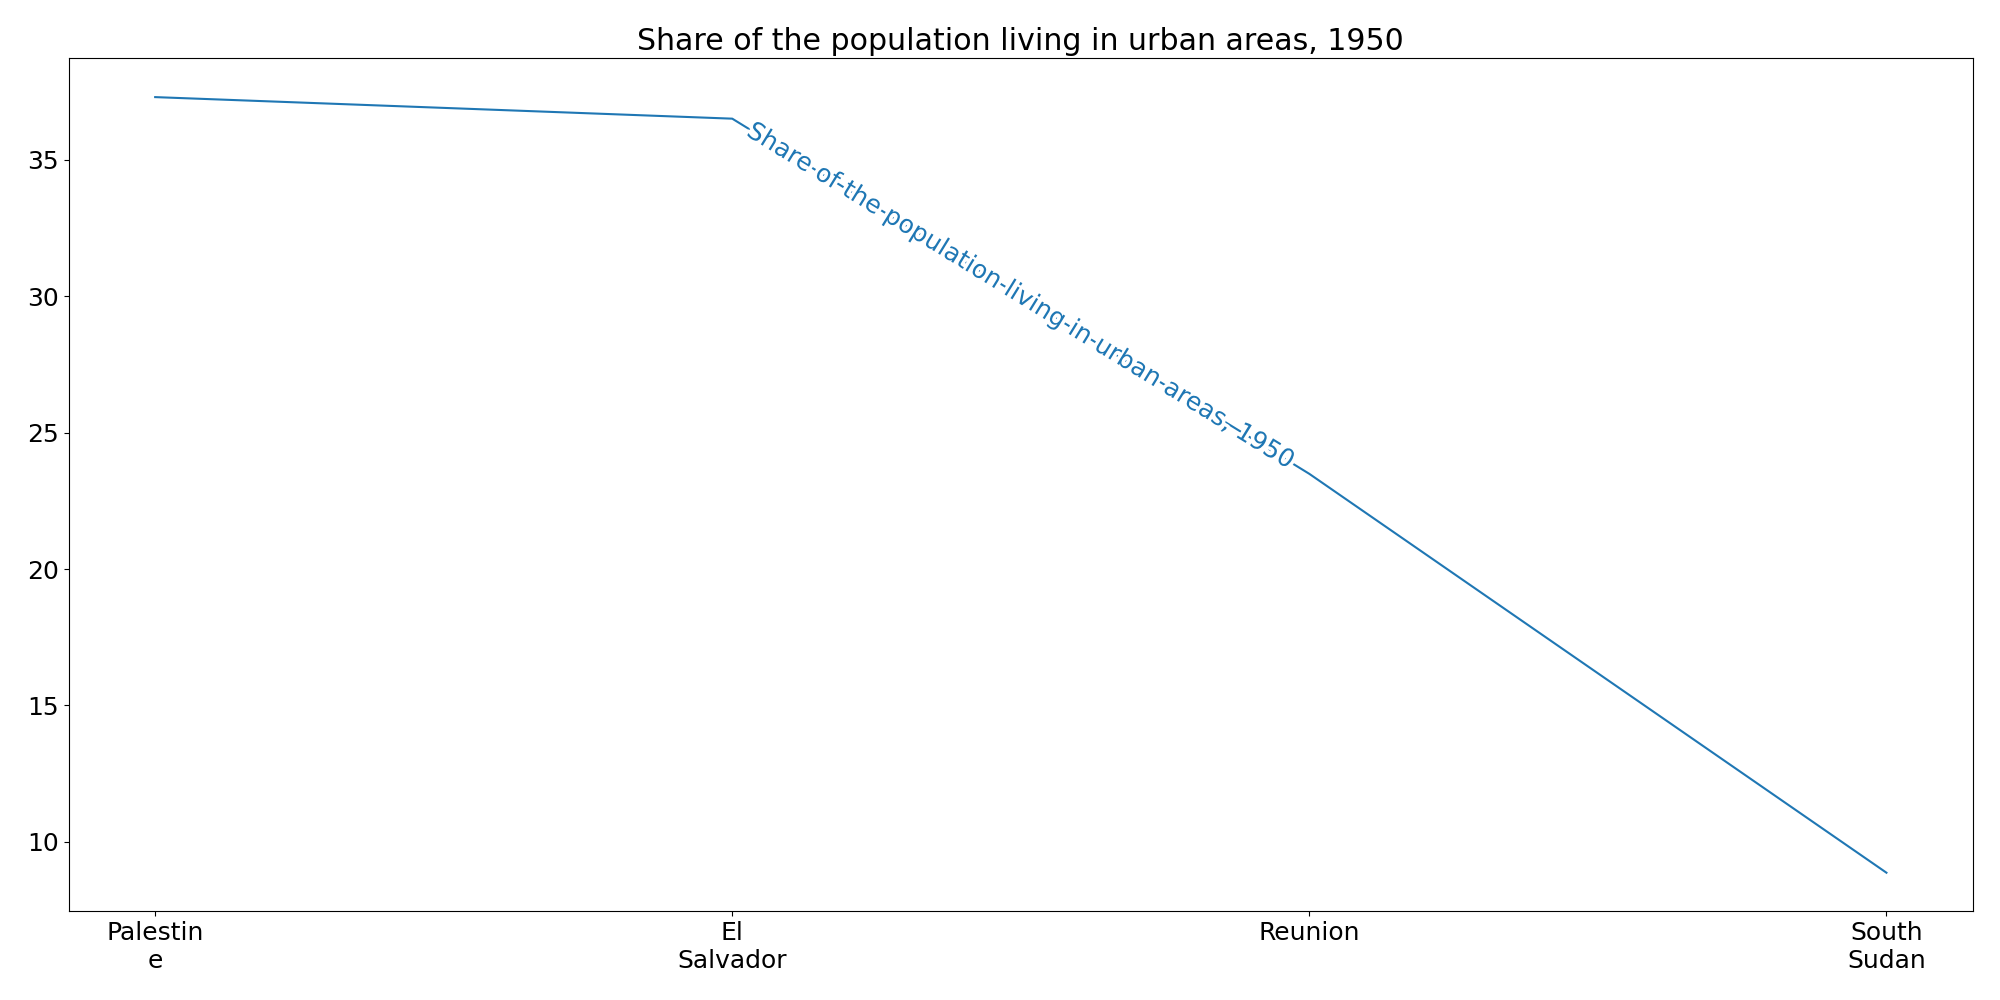 Share of the population living in urban areas, 1950
35
30
25
20
15
10
Share of the population living in urban areas, 1950
Palestin
e
El
Salvador
Reunion
South
Sudan